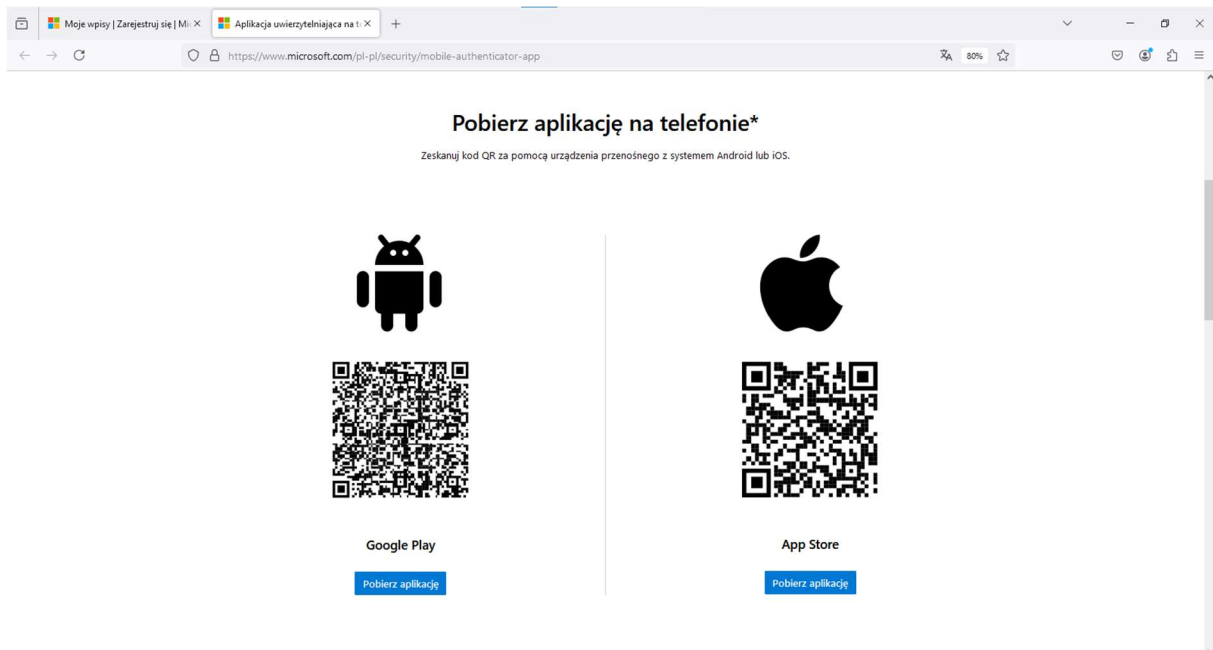 Moje wpisy | Zarejestruj się | Mi
Aplikacja uwierzytelniająca na t
https://www.microsoft.com/pl-pl/security/mobile-authenticator-app
80%
Pobierz aplikację na telefonie*
Zeskanuj kod QR za pomocą urządzenia przenośnego z systemem Android lub iOS.
Google Play
App Store
Pobierz aplikację
Pobierz aplikację